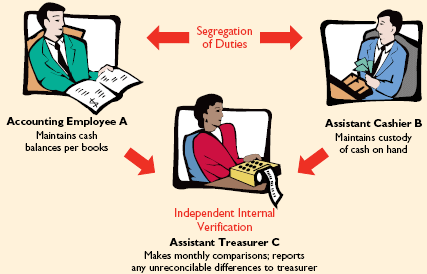 Segregation
of Duties
Accounting Employee A
Maintains cash
balances per books
Assistant Cashier B
Maintains custody
of cash on hand
Independent Internal
Verification
Assistant Treasurer C
Makes monthly comparisons; reports
any unreconcilable differences to treasurer